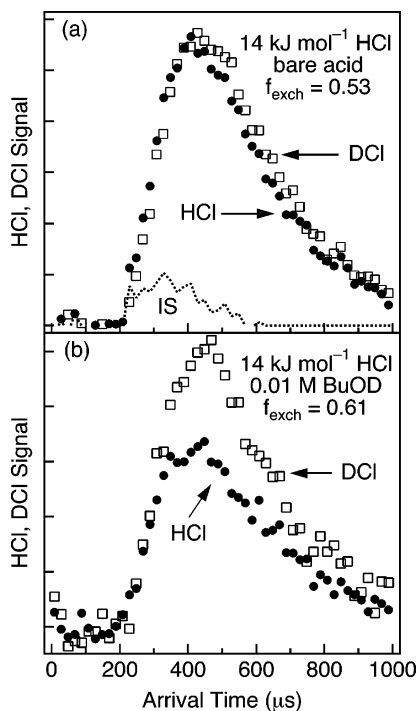 (a)
14 kJ mol⁻¹ HCl
bare acid
f_exch = 0.53
DCl
HCl
IS
HCl, DCl Signal
(b)
14 kJ mol⁻¹ HCl
0.01 M BuOD
f_exch = 0.61
DCl
HCl
HCl, DCl Signal
0 200 400 600 800 1000
Arrival Time (μs)